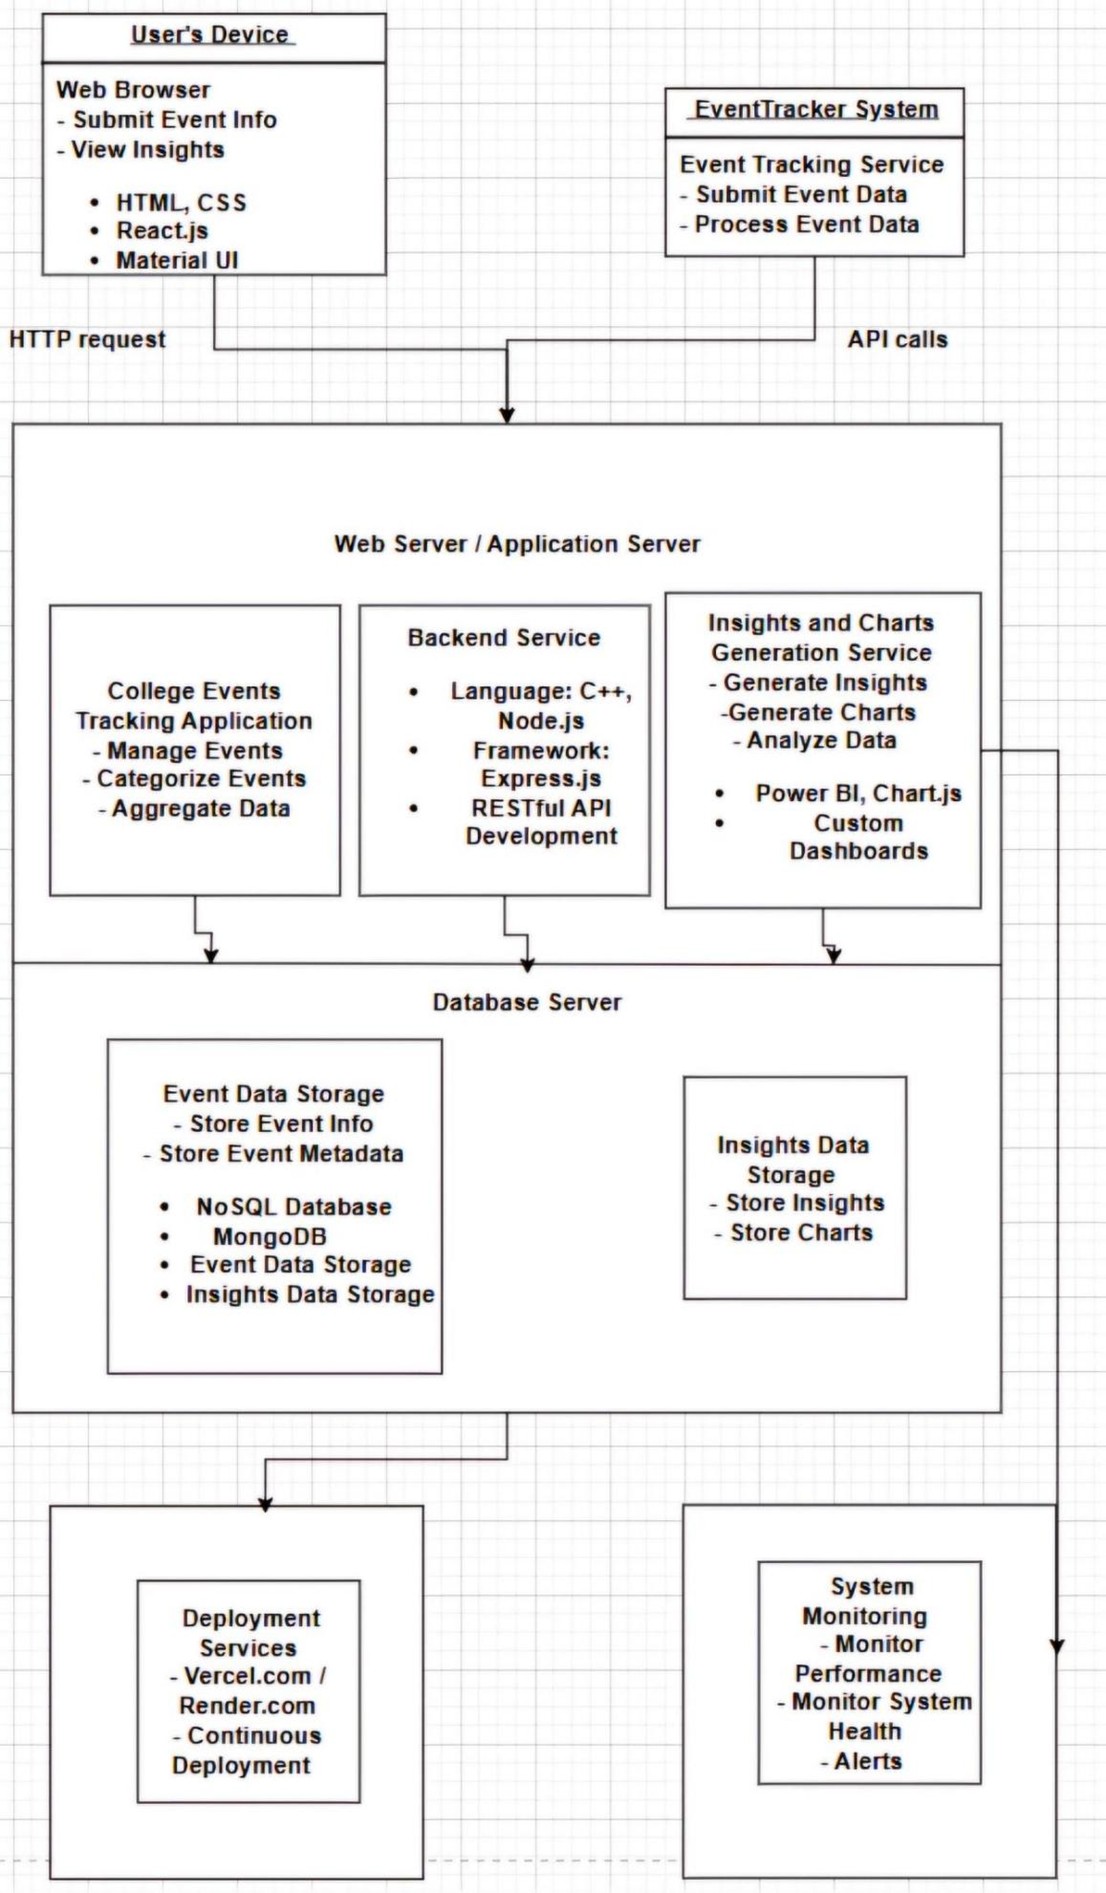 User's Device
Web Browser
- Submit Event Info
- View Insights
• HTML, CSS
• React.js
• Material UI
EventTracker System
Event Tracking Service
- Submit Event Data
- Process Event Data
HTTP request
API calls
Web Server / Application Server
College Events
Tracking Application
- Manage Events
- Categorize Events
- Aggregate Data
Backend Service
• Language: C++,
Node.js
• Framework:
Express.js
• RESTful API
Development
Insights and Charts
Generation Service
- Generate Insights
-Generate Charts
- Analyze Data
• Power BI, Chart.js
• Custom
Dashboards
Database Server
Event Data Storage
- Store Event Info
- Store Event Metadata
• NoSQL Database
• MongoDB
• Event Data Storage
• Insights Data Storage
Insights Data
Storage
- Store Insights
- Store Charts
Deployment
Services
- Vercel.com /
Render.com
- Continuous
Deployment
System
Monitoring
- Monitor
Performance
- Monitor System
Health
- Alerts